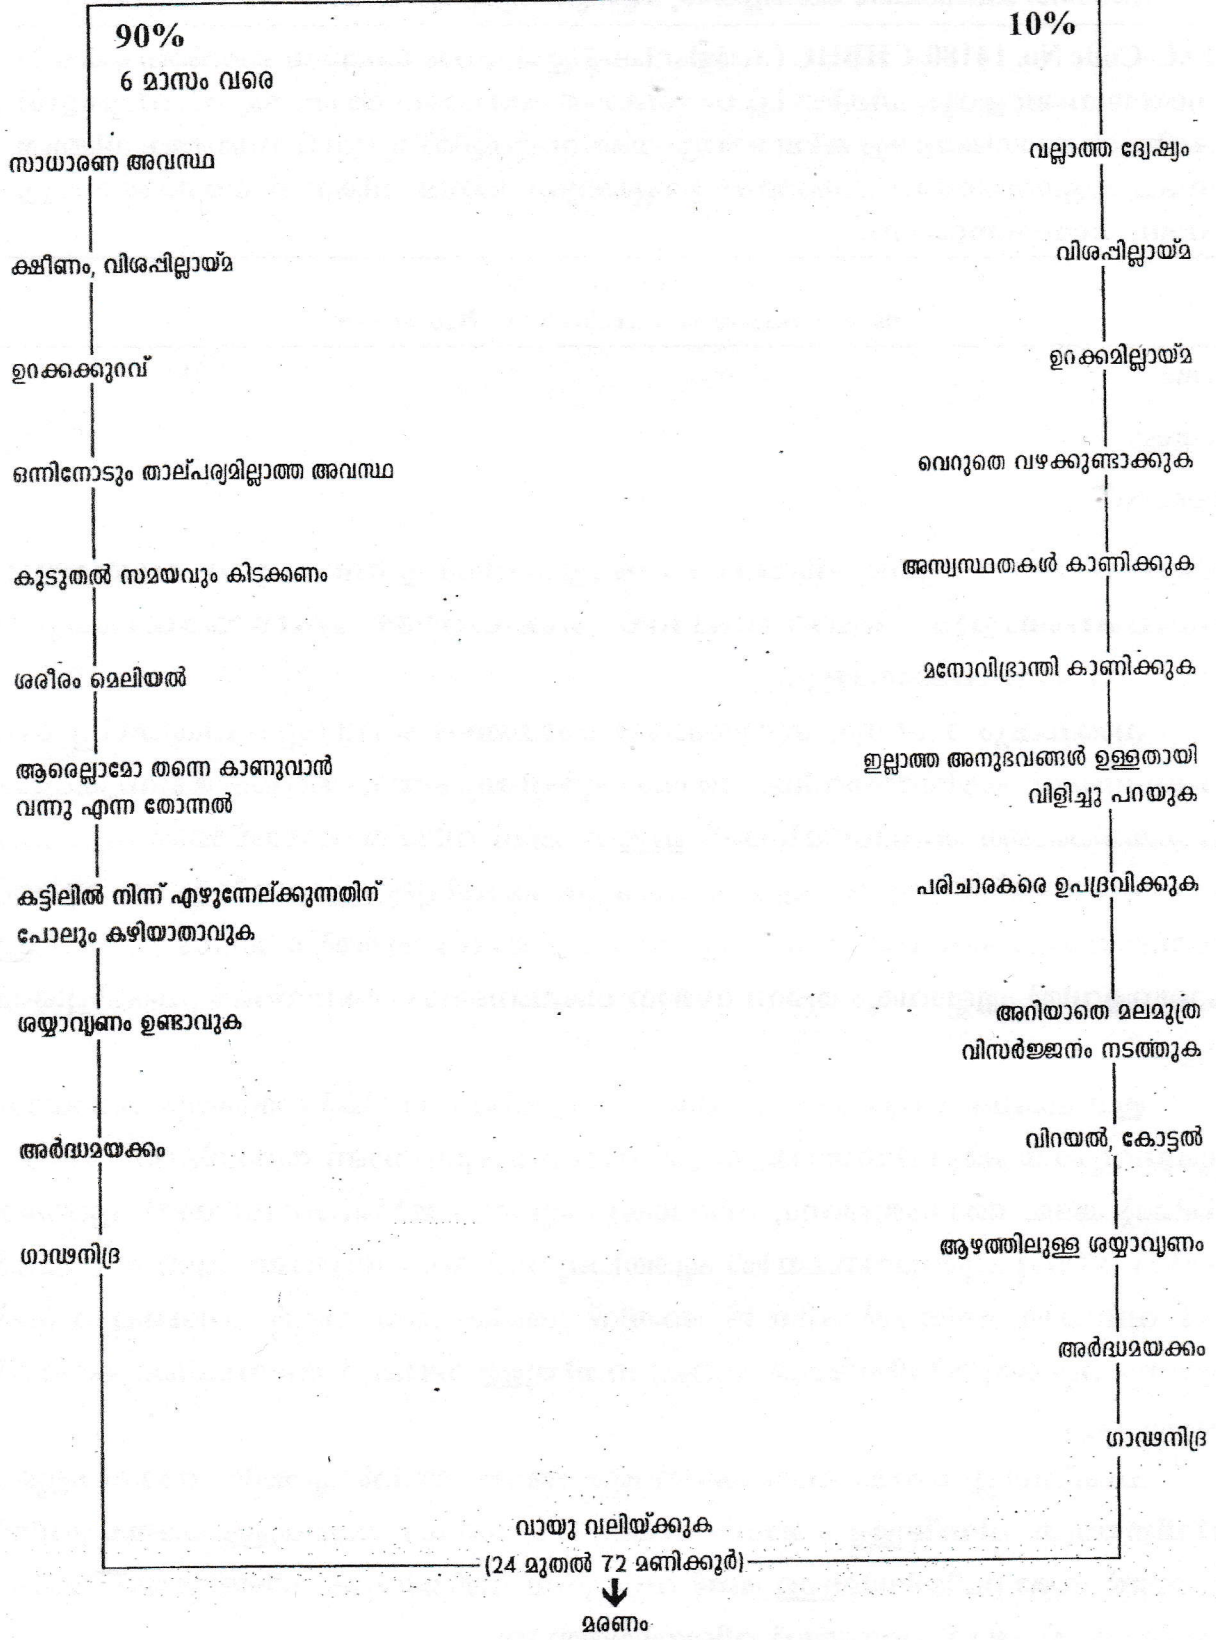 90%
6 മാസം വരെ
സാധാരണ അവസ്ഥ
ക്ഷീണം, വിശപ്പില്ലായ്മ
ഉറക്കക്കുറവ്
ഒന്നിനോടും താല്പര്യമില്ലാത്ത അവസ്ഥ
കൂടുതൽ സമയവും കിടക്കണം
ശരീരം മെലിയൽ
ആരെല്ലാമോ തന്നെ കാണുവാൻ
വന്നു എന്ന തോന്നൽ
കട്ടിലിൽ നിന്ന് എഴുന്നേല്ക്കുന്നതിന്
പോലും കഴിയാതാവുക
ശയ്യാവ്യണം ഉണ്ടാവുക
അർദ്ധമയക്കം
ഗാഢനിദ്ര
10%
വല്ലാത്ത ദ്വേഷ്യം
വിശപ്പില്ലായ്മ
ഉറക്കമില്ലായ്മ
വെറുതെ വഴക്കുണ്ടാക്കുക
അസ്വസ്ഥതകൾ കാണിക്കുക
മനോവിഭ്രാന്തി കാണിക്കുക
ഇല്ലാത്ത അനുഭവങ്ങൾ ഉള്ളതായി
വിളിച്ചു പറയുക
പരിചാരകരെ ഉപദ്രവിക്കുക
അറിയാതെ മലമൂത്ര
വിസർജ്ജനം നടത്തുക
വിറയൽ, കോട്ടൽ
ആഴത്തിലുള്ള ശയ്യാവൃണം
അർദ്ധമയക്കം
ഗാഢനിദ്ര
വായു വലിയ്ക്കുക
(24 മുതൽ 72 മണിക്കൂർ)
മരണം